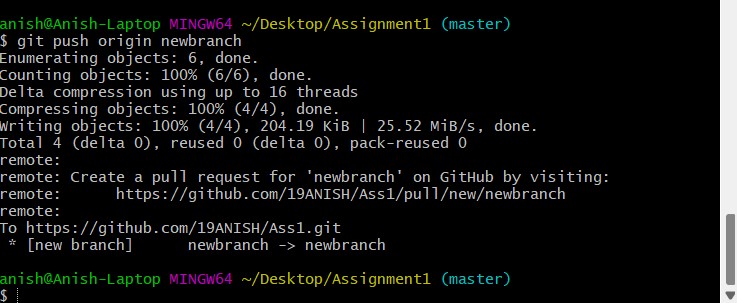 anish@Anish-Laptop MINGW64 ~/Desktop/Assignment1 (master)
$ git push origin newbranch
Enumerating objects: 6, done.
Counting objects: 100% (6/6), done.
Delta compression using up to 16 threads
Compressing objects: 100% (4/4), done.
Writing objects: 100% (4/4), 204.19 KiB | 25.52 MiB/s, done.
Total 4 (delta 0), reused 0 (delta 0), pack-reused 0
remote:
remote: Create a pull request for 'newbranch' on GitHub by visiting:
remote:      https://github.com/19ANISH/Ass1/pull/new/newbranch
remote:
To https://github.com/19ANISH/Ass1.git
 * [new branch]      newbranch -> newbranch
anish@Anish-Laptop MINGW64 ~/Desktop/Assignment1 (master)
$